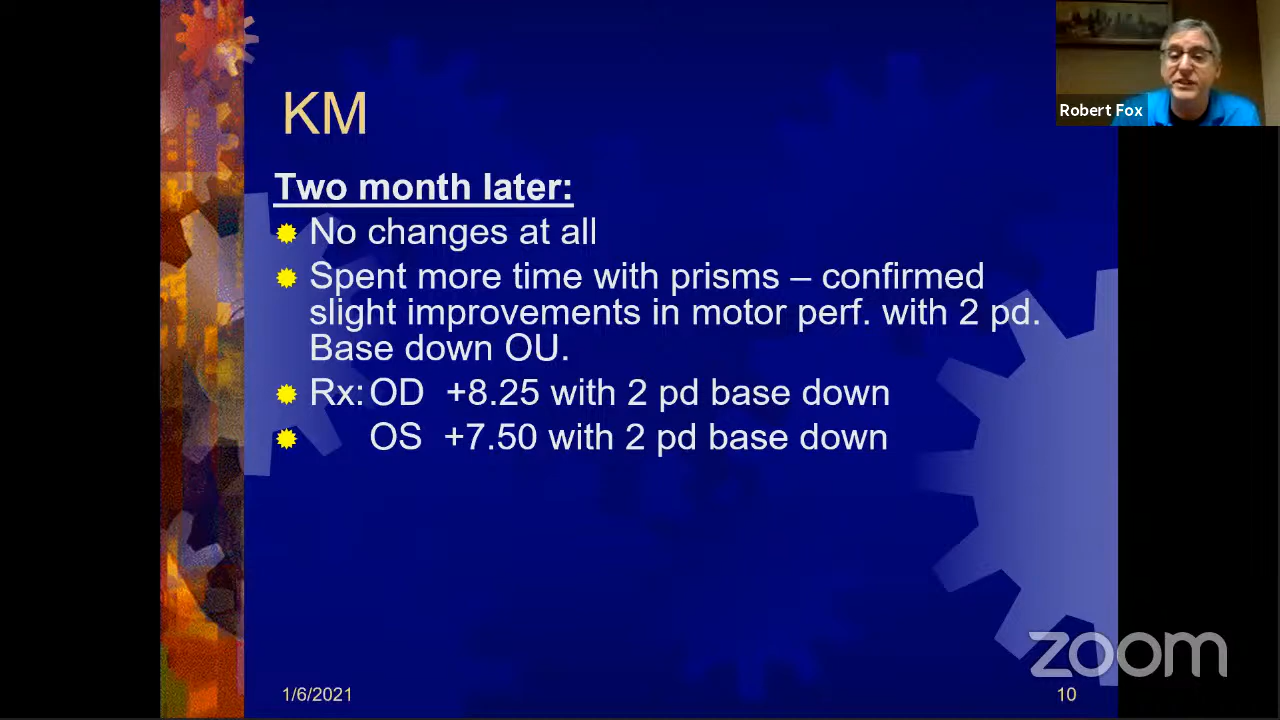 Robert Fox
KM
Two month later:
No changes at all
Spent more time with prisms – confirmed
slight improvements in motor perf. with 2 pd.
Base down OU.
Rx: OD +8.25 with 2 pd base down
OS +7.50 with 2 pd base down
zoom
1/6/2021
10